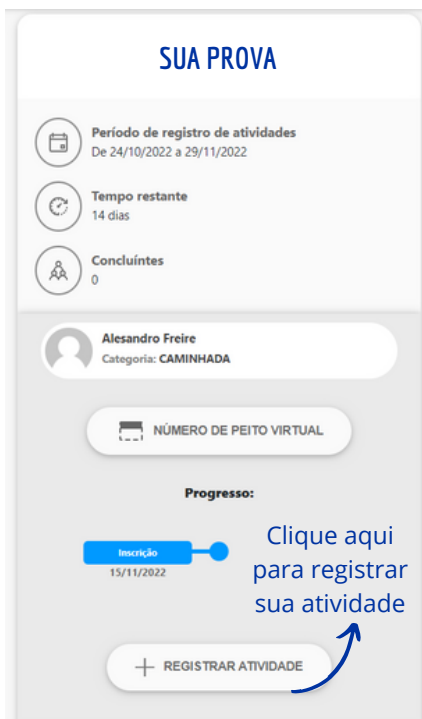 SUA PROVA
Período de registro de atividades
De 24/10/2022 a 29/11/2022
Tempo restante
14 dias
Concluíntes
0
Alesandro Freire
Categoria: CAMINHADA
NÚMERO DE PEITO VIRTUAL
Progresso:
Inscrição
15/11/2022
Clique aqui
para registrar
sua atividade
REGISTRAR ATIVIDADE